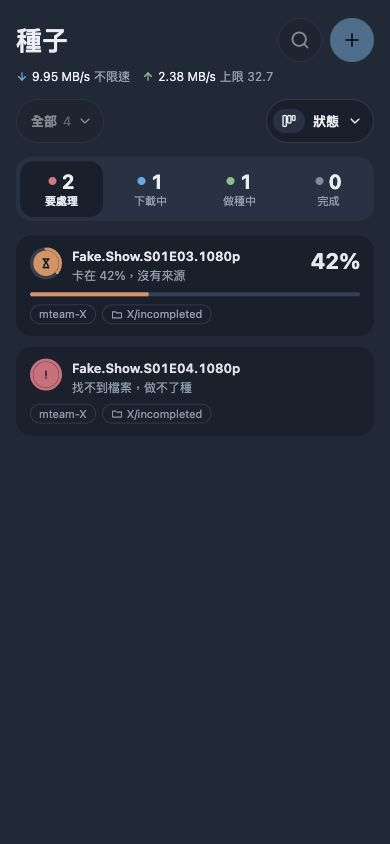 種子
↓ 9.95 MB/s 不限速 ↑ 2.38 MB/s 上限 32.7
全部 4
狀態
2 1 1 0
要處理 下載中 做種中 完成
Fake.Show.S01E03.1080p 42%
卡在 42%，沒有來源
mteam-X X/incompleted
Fake.Show.S01E04.1080p
找不到檔案，做不了種
mteam-X X/incompleted